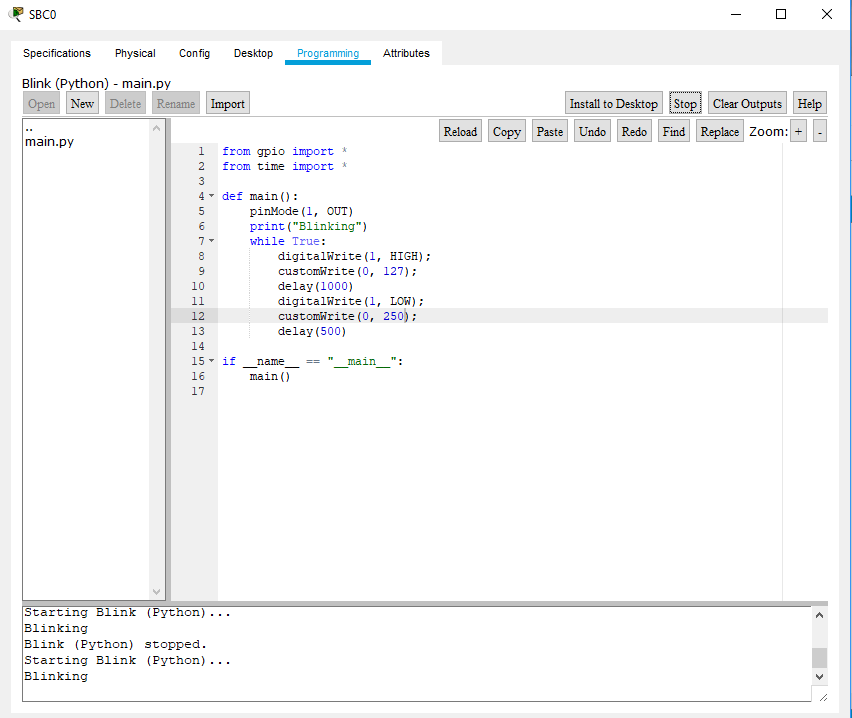 SBC0
Specifications Physical Config Desktop Programming Attributes
Blink (Python) - main.py
Open New Delete Rename Import Install to Desktop Stop Clear Outputs Help
Reload Copy Paste Undo Redo Find Replace Zoom: + -
..
main.py
1 from gpio import *
2 from time import *
3
4 def main():
5     pinMode(1, OUT)
6     print("Blinking")
7     while True:
8         digitalWrite(1, HIGH);
9         customWrite(0, 127);
10         delay(1000)
11         digitalWrite(1, LOW);
12         customWrite(0, 250);
13         delay(500)
14
15 if __name__ == "__main__":
16     main()
17
Starting Blink (Python)...
Blinking
Blink (Python) stopped.
Starting Blink (Python)...
Blinking